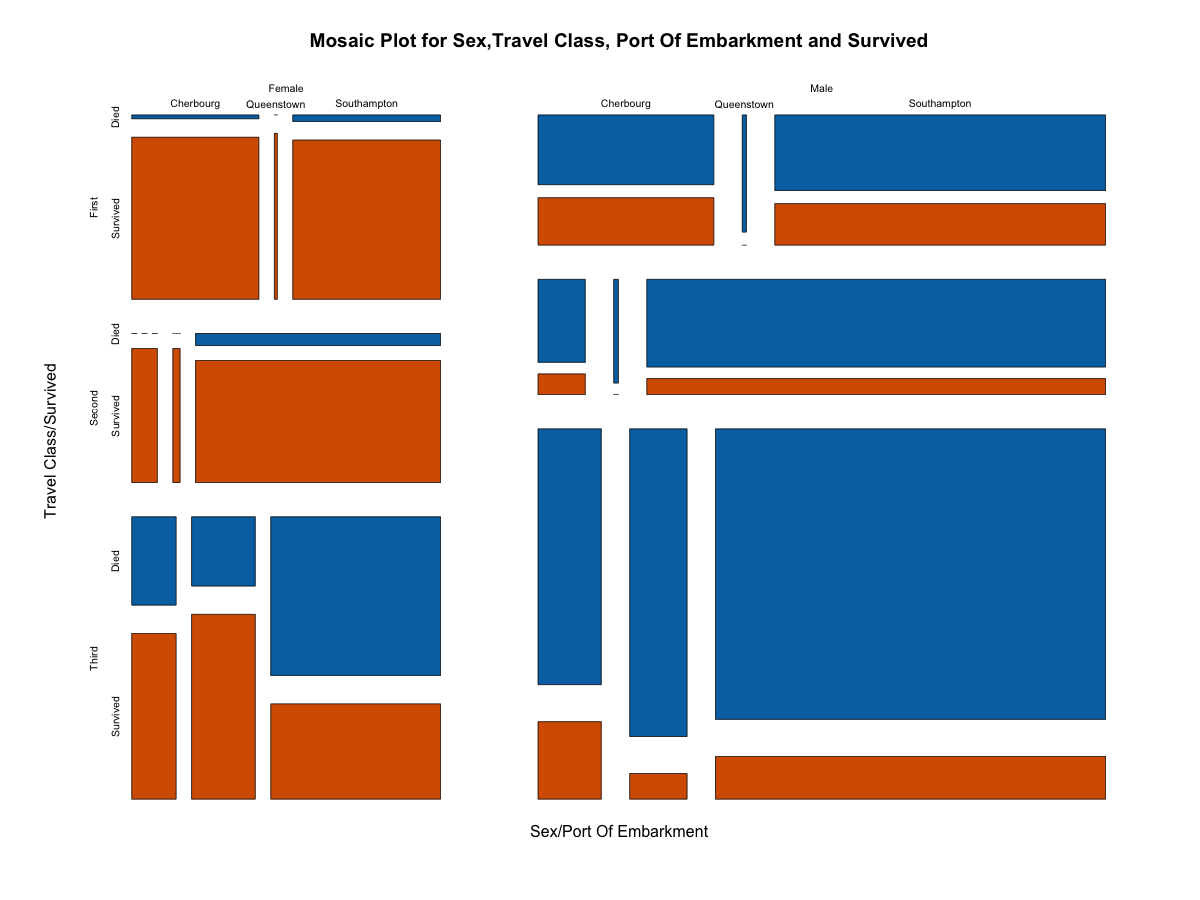 Mosaic Plot for Sex,Travel Class, Port Of Embarkment and Survived
Female Male
Cherbourg Queenstown Southampton Cherbourg Queenstown Southampton
Died
Survived
First
Died
Survived
Second
Died
Survived
Third
Travel Class/Survived
Sex/Port Of Embarkment